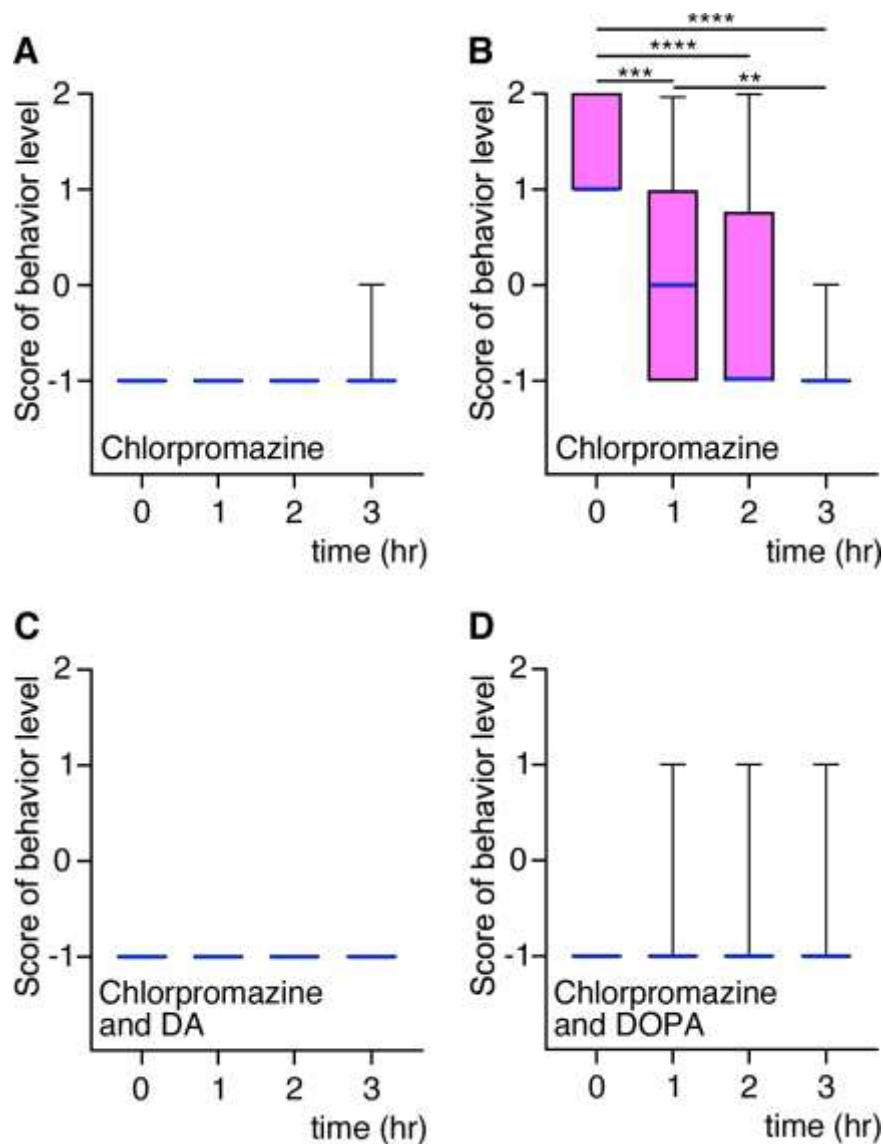 A
Score of behavior level
2
1
0
-1
Chlorpromazine
0 1 2 3
time (hr)
B
****
****
***
**
Score of behavior level
2
1
0
-1
Chlorpromazine
0 1 2 3
time (hr)
C
Score of behavior level
2
1
0
-1
Chlorpromazine
and DA
0 1 2 3
time (hr)
D
Score of behavior level
2
1
0
-1
Chlorpromazine
and DOPA
0 1 2 3
time (hr)